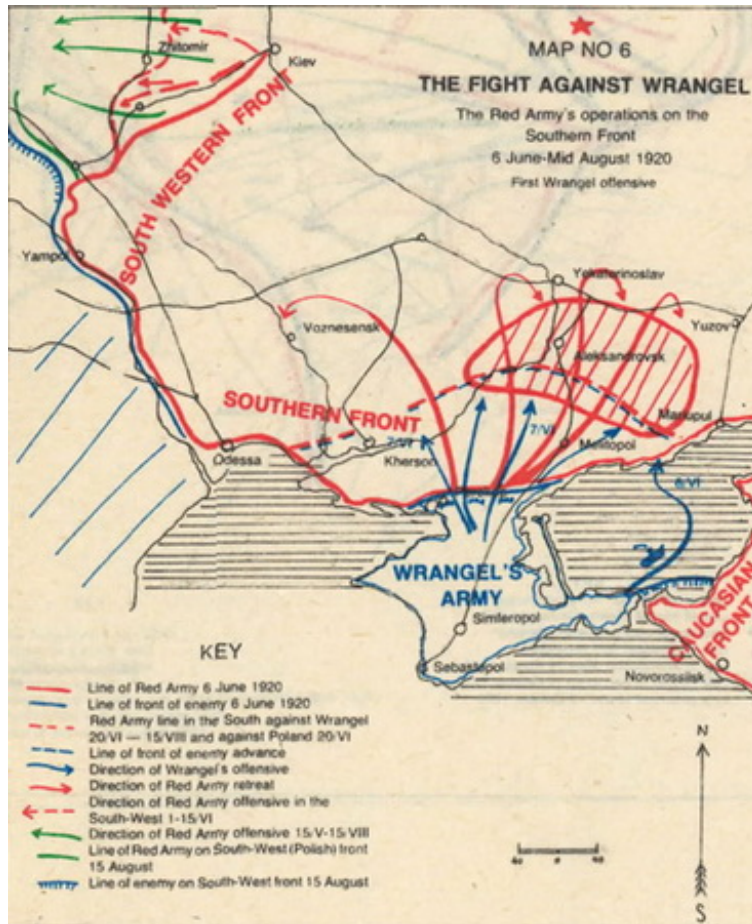 MAP NO 6
THE FIGHT AGAINST WRANGEL
The Red Army's operations on the
Southern Front
6 June-Mid August 1920
First Wrangel offensive
Zhitomir
Kiev
SOUTH WESTERN FRONT
Yampol
Yekaterinoslav
Voznesensk
Yuzov
Aleksandrovsk
SOUTHERN FRONT
Mariupul
7/VI
7/VI
Melitopol
Odessa
Kherson
6/VI
WRANGEL'S
ARMY
CAUCASIAN
FRONT
Simferopol
Sebastopol
Novorossiisk
KEY
Line of Red Army 6 June 1920
Line of front of enemy 6 June 1920
Red Army line in the South against Wrangel
20/VI — 15/VIII and against Poland 20/VI
Line of front of enemy advance
Direction of Wrangel's offensive
Direction of Red Army retreat
Direction of Red Army offensive in the
South-West 1-15/VI
Direction of Red Army offensive 15/V-15/VIII
Line of Red Army on South-West (Polish) front
15 August
Line of enemy on South-West front 15 August
N
S